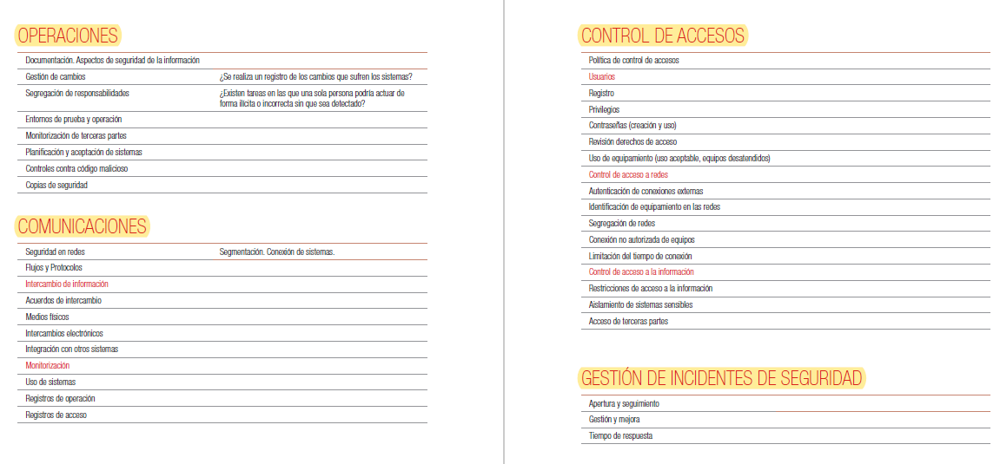 OPERACIONES
Documentación. Aspectos de seguridad de la información
Gestión de cambios ¿Se realiza un registro de los cambios que sufren los sistemas?
Segregación de responsabilidades ¿Existen tareas en las que una sola persona podría actuar de
forma ilícita o incorrecta sin que sea detectado?
Entornos de prueba y operación
Monitorización de terceras partes
Planificación y aceptación de sistemas
Controles contra código malicioso
Copias de seguridad
COMUNICACIONES
Seguridad en redes Segmentación. Conexión de sistemas.
Flujos y Protocolos
Intercambio de información
Acuerdos de intercambio
Medios físicos
Intercambios electrónicos
Integración con otros sistemas
Monitorización
Uso de sistemas
Registros de operación
Registros de acceso
CONTROL DE ACCESOS
Política de control de accesos
Usuarios
Registro
Privilegios
Contraseñas (creación y uso)
Revisión derechos de acceso
Uso de equipamiento (uso aceptable, equipos desatendidos)
Control de acceso a redes
Autenticación de conexiones externas
Identificación de equipamiento en las redes
Segregación de redes
Conexión no autorizada de equipos
Limitación del tiempo de conexión
Control de acceso a la información
Restricciones de acceso a la información
Aislamiento de sistemas sensibles
Acceso de terceras partes
GESTIÓN DE INCIDENTES DE SEGURIDAD
Apertura y seguimiento
Gestión y mejora
Tiempo de respuesta